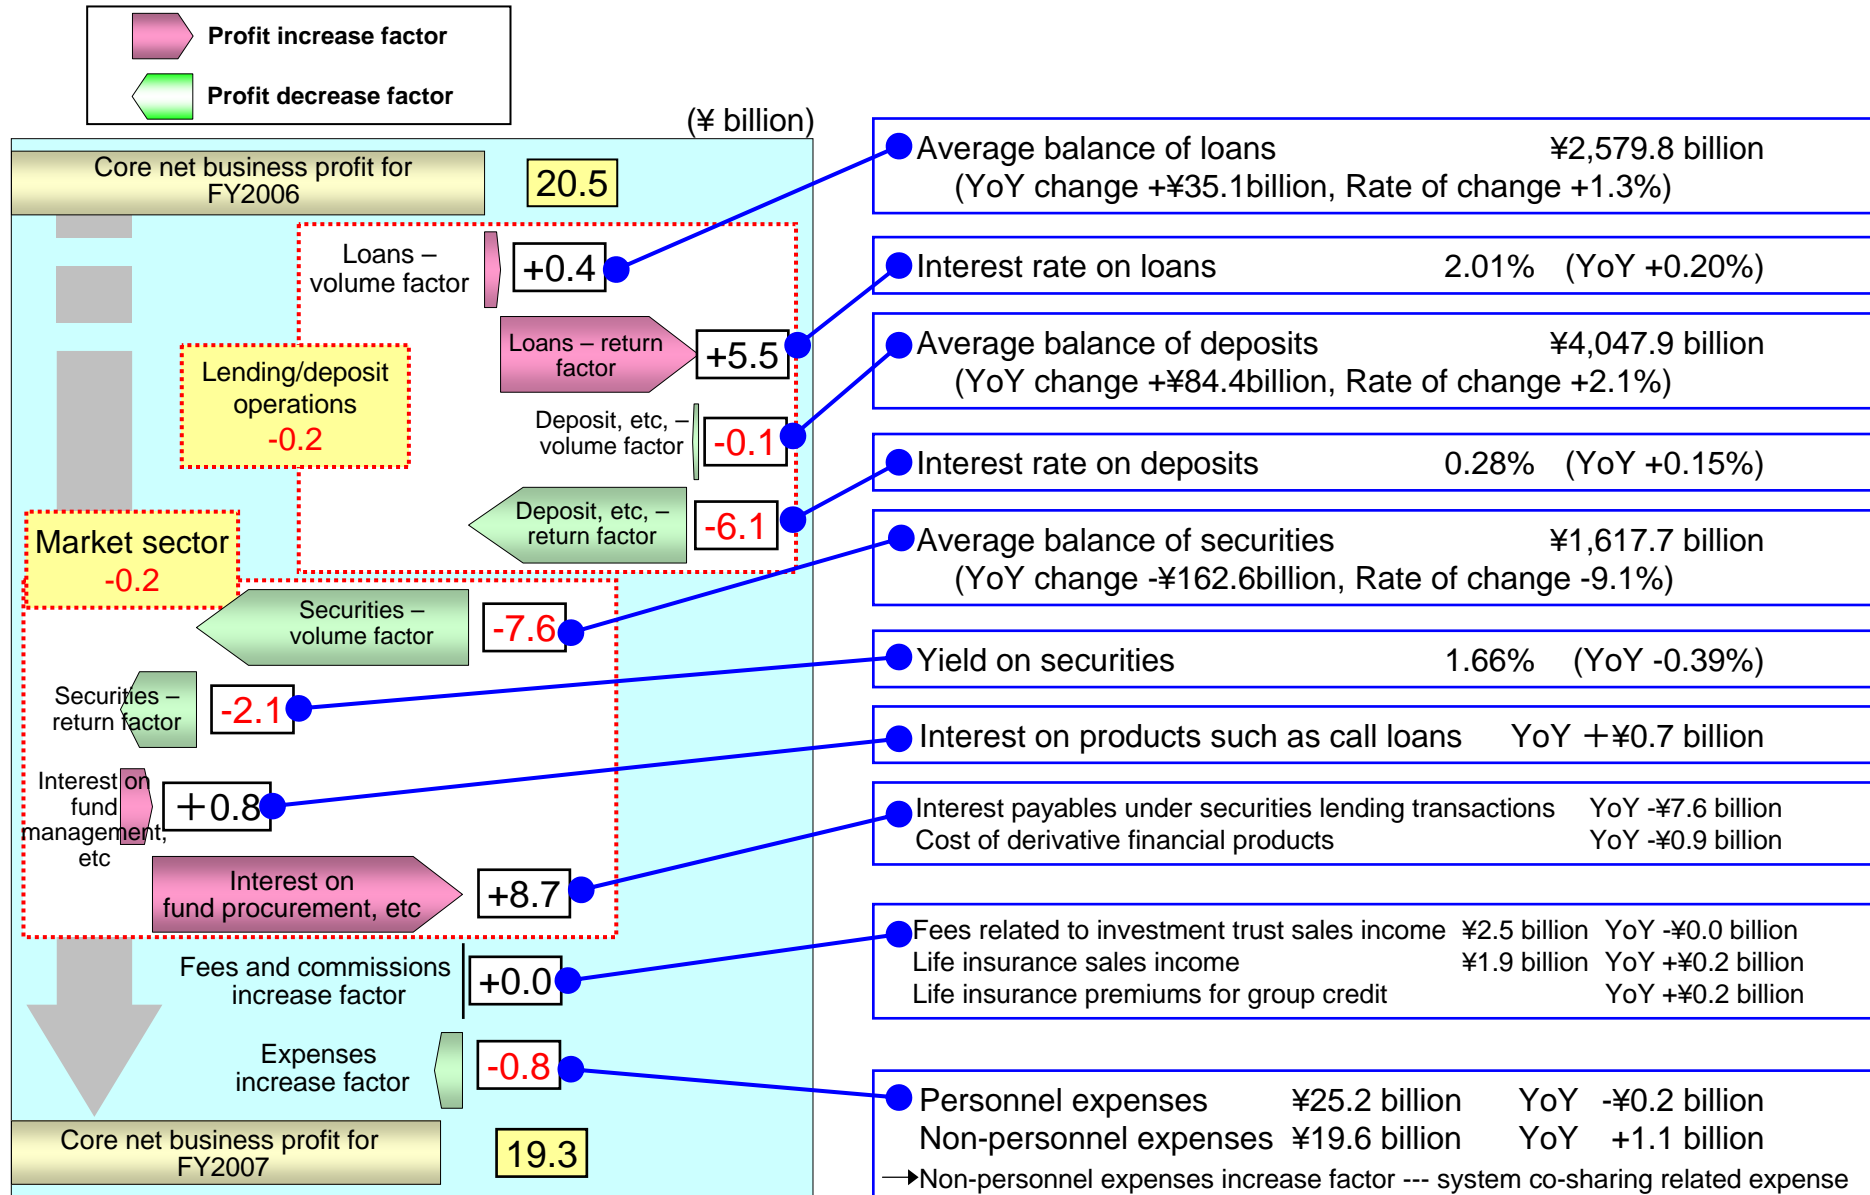 Profit increase factor
Profit decrease factor
(¥ billion)
Core net business profit for
FY2006
20.5
Loans –
volume factor
+0.4
Loans – return
factor
+5.5
Lending/deposit
operations
-0.2
Deposit, etc, –
volume factor
-0.1
Deposit, etc, –
return factor
-6.1
Market sector
-0.2
Securities –
volume factor
-7.6
Securities –
return factor
-2.1
Interest on
fund
management,
etc
＋0.8
Interest on
fund procurement, etc
+8.7
Fees and commissions
increase factor
+0.0
Expenses
increase factor
-0.8
Core net business profit for
FY2007
19.3
Average balance of loans ¥2,579.8 billion
(YoY change +¥35.1billion, Rate of change +1.3%)
Interest rate on loans 2.01% (YoY +0.20%)
Average balance of deposits ¥4,047.9 billion
(YoY change +¥84.4billion, Rate of change +2.1%)
Interest rate on deposits 0.28% (YoY +0.15%)
Average balance of securities ¥1,617.7 billion
(YoY change -¥162.6billion, Rate of change -9.1%)
Yield on securities 1.66% (YoY -0.39%)
Interest on products such as call loans YoY ＋¥0.7 billion
Interest payables under securities lending transactions YoY -¥7.6 billion
Cost of derivative financial products YoY -¥0.9 billion
Fees related to investment trust sales income ¥2.5 billion YoY -¥0.0 billion
Life insurance sales income ¥1.9 billion YoY +¥0.2 billion
Life insurance premiums for group credit YoY +¥0.2 billion
Personnel expenses ¥25.2 billion YoY -¥0.2 billion
Non-personnel expenses ¥19.6 billion YoY +1.1 billion
→Non-personnel expenses increase factor --- system co-sharing related expense